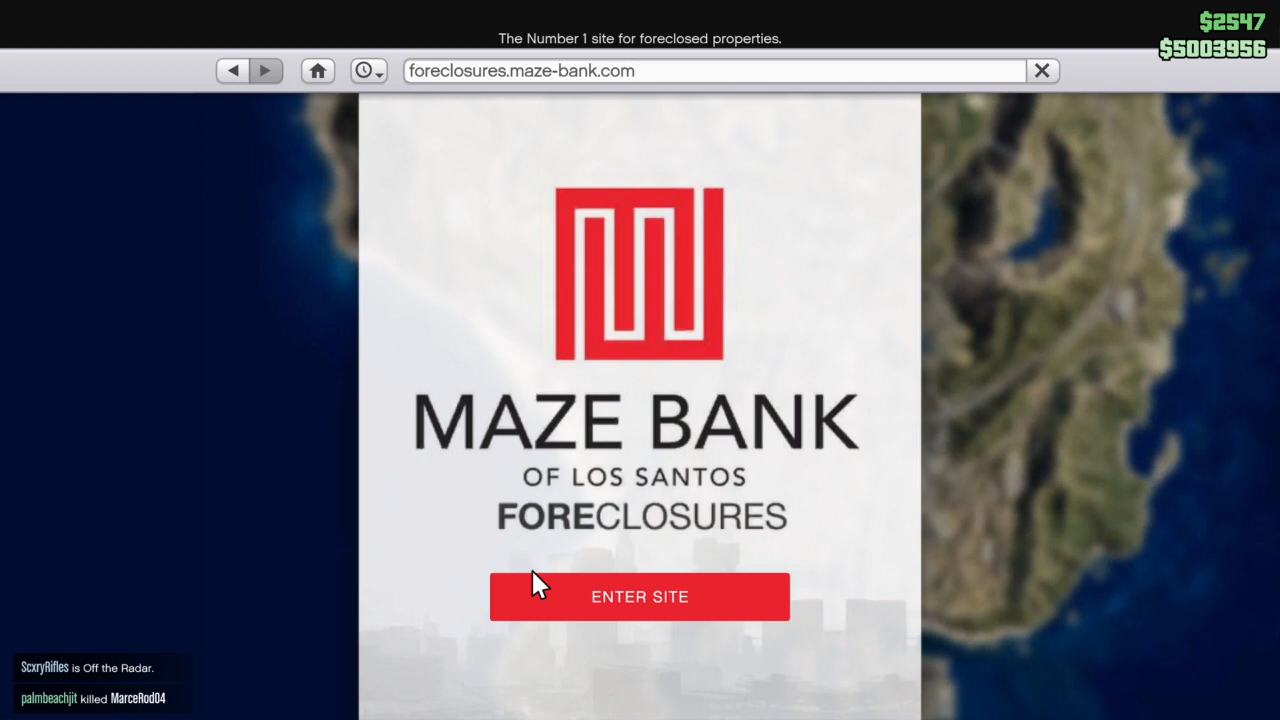 The Number 1 site for foreclosed properties.
$2547
$5003956
foreclosures.maze-bank.com
MAZE BANK
OF LOS SANTOS
FORECLOSURES
ENTER SITE
ScxryRifles is Off the Radar.
palmbeachjit killed MarceRod04